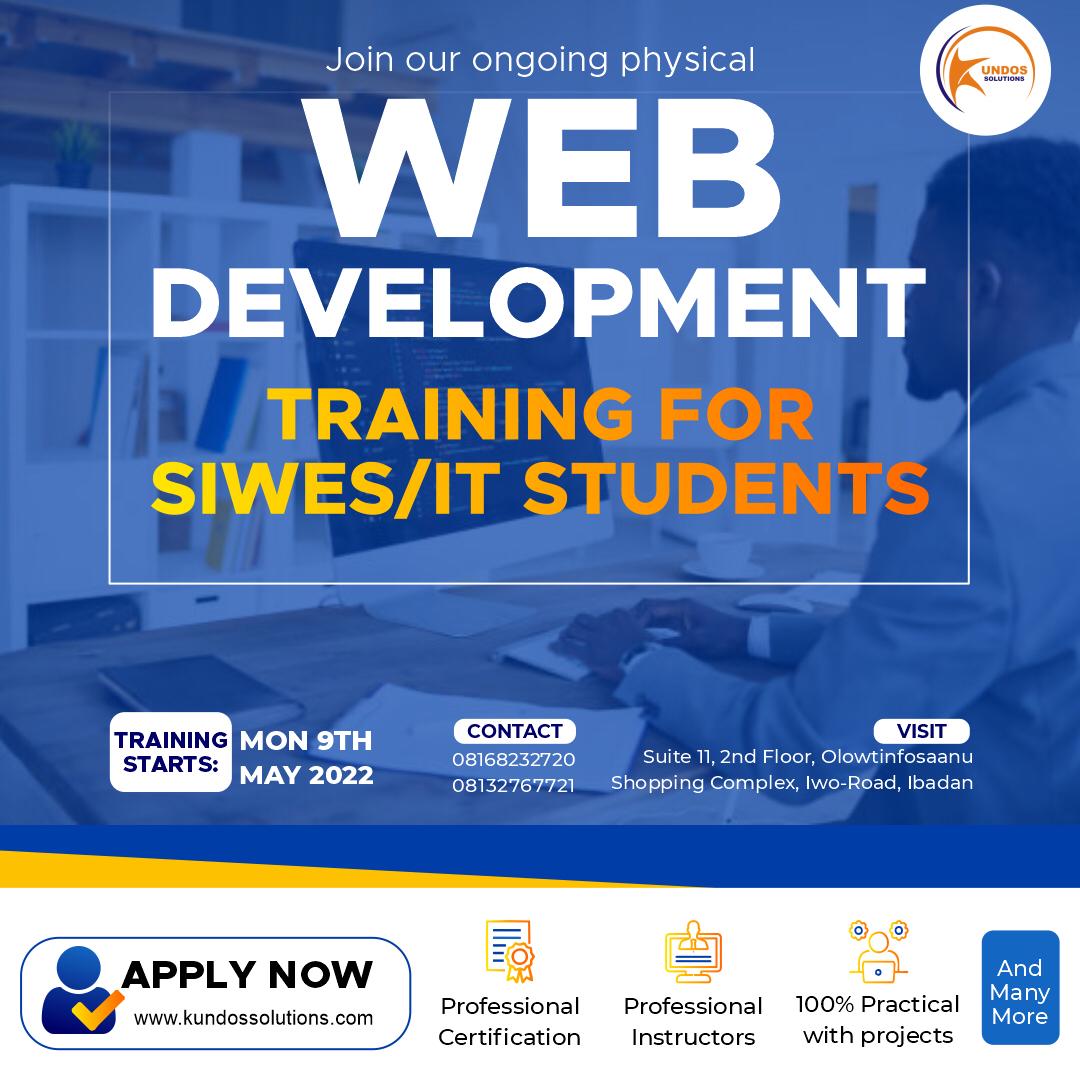 Join our ongoing physical
UNDOS
SOLUTIONS
WEB
DEVELOPMENT
TRAINING FOR
SIWES/IT STUDENTS
TRAINING
STARTS:
MON 9TH
MAY 2022
CONTACT
08168232720
08132767721
VISIT
Suite 11, 2nd Floor, Olowtinfosaanu
Shopping Complex, Iwo-Road, Ibadan
APPLY NOW
www.kundossolutions.com
Professional
Certification
Professional
Instructors
100% Practical
with projects
And
Many
More